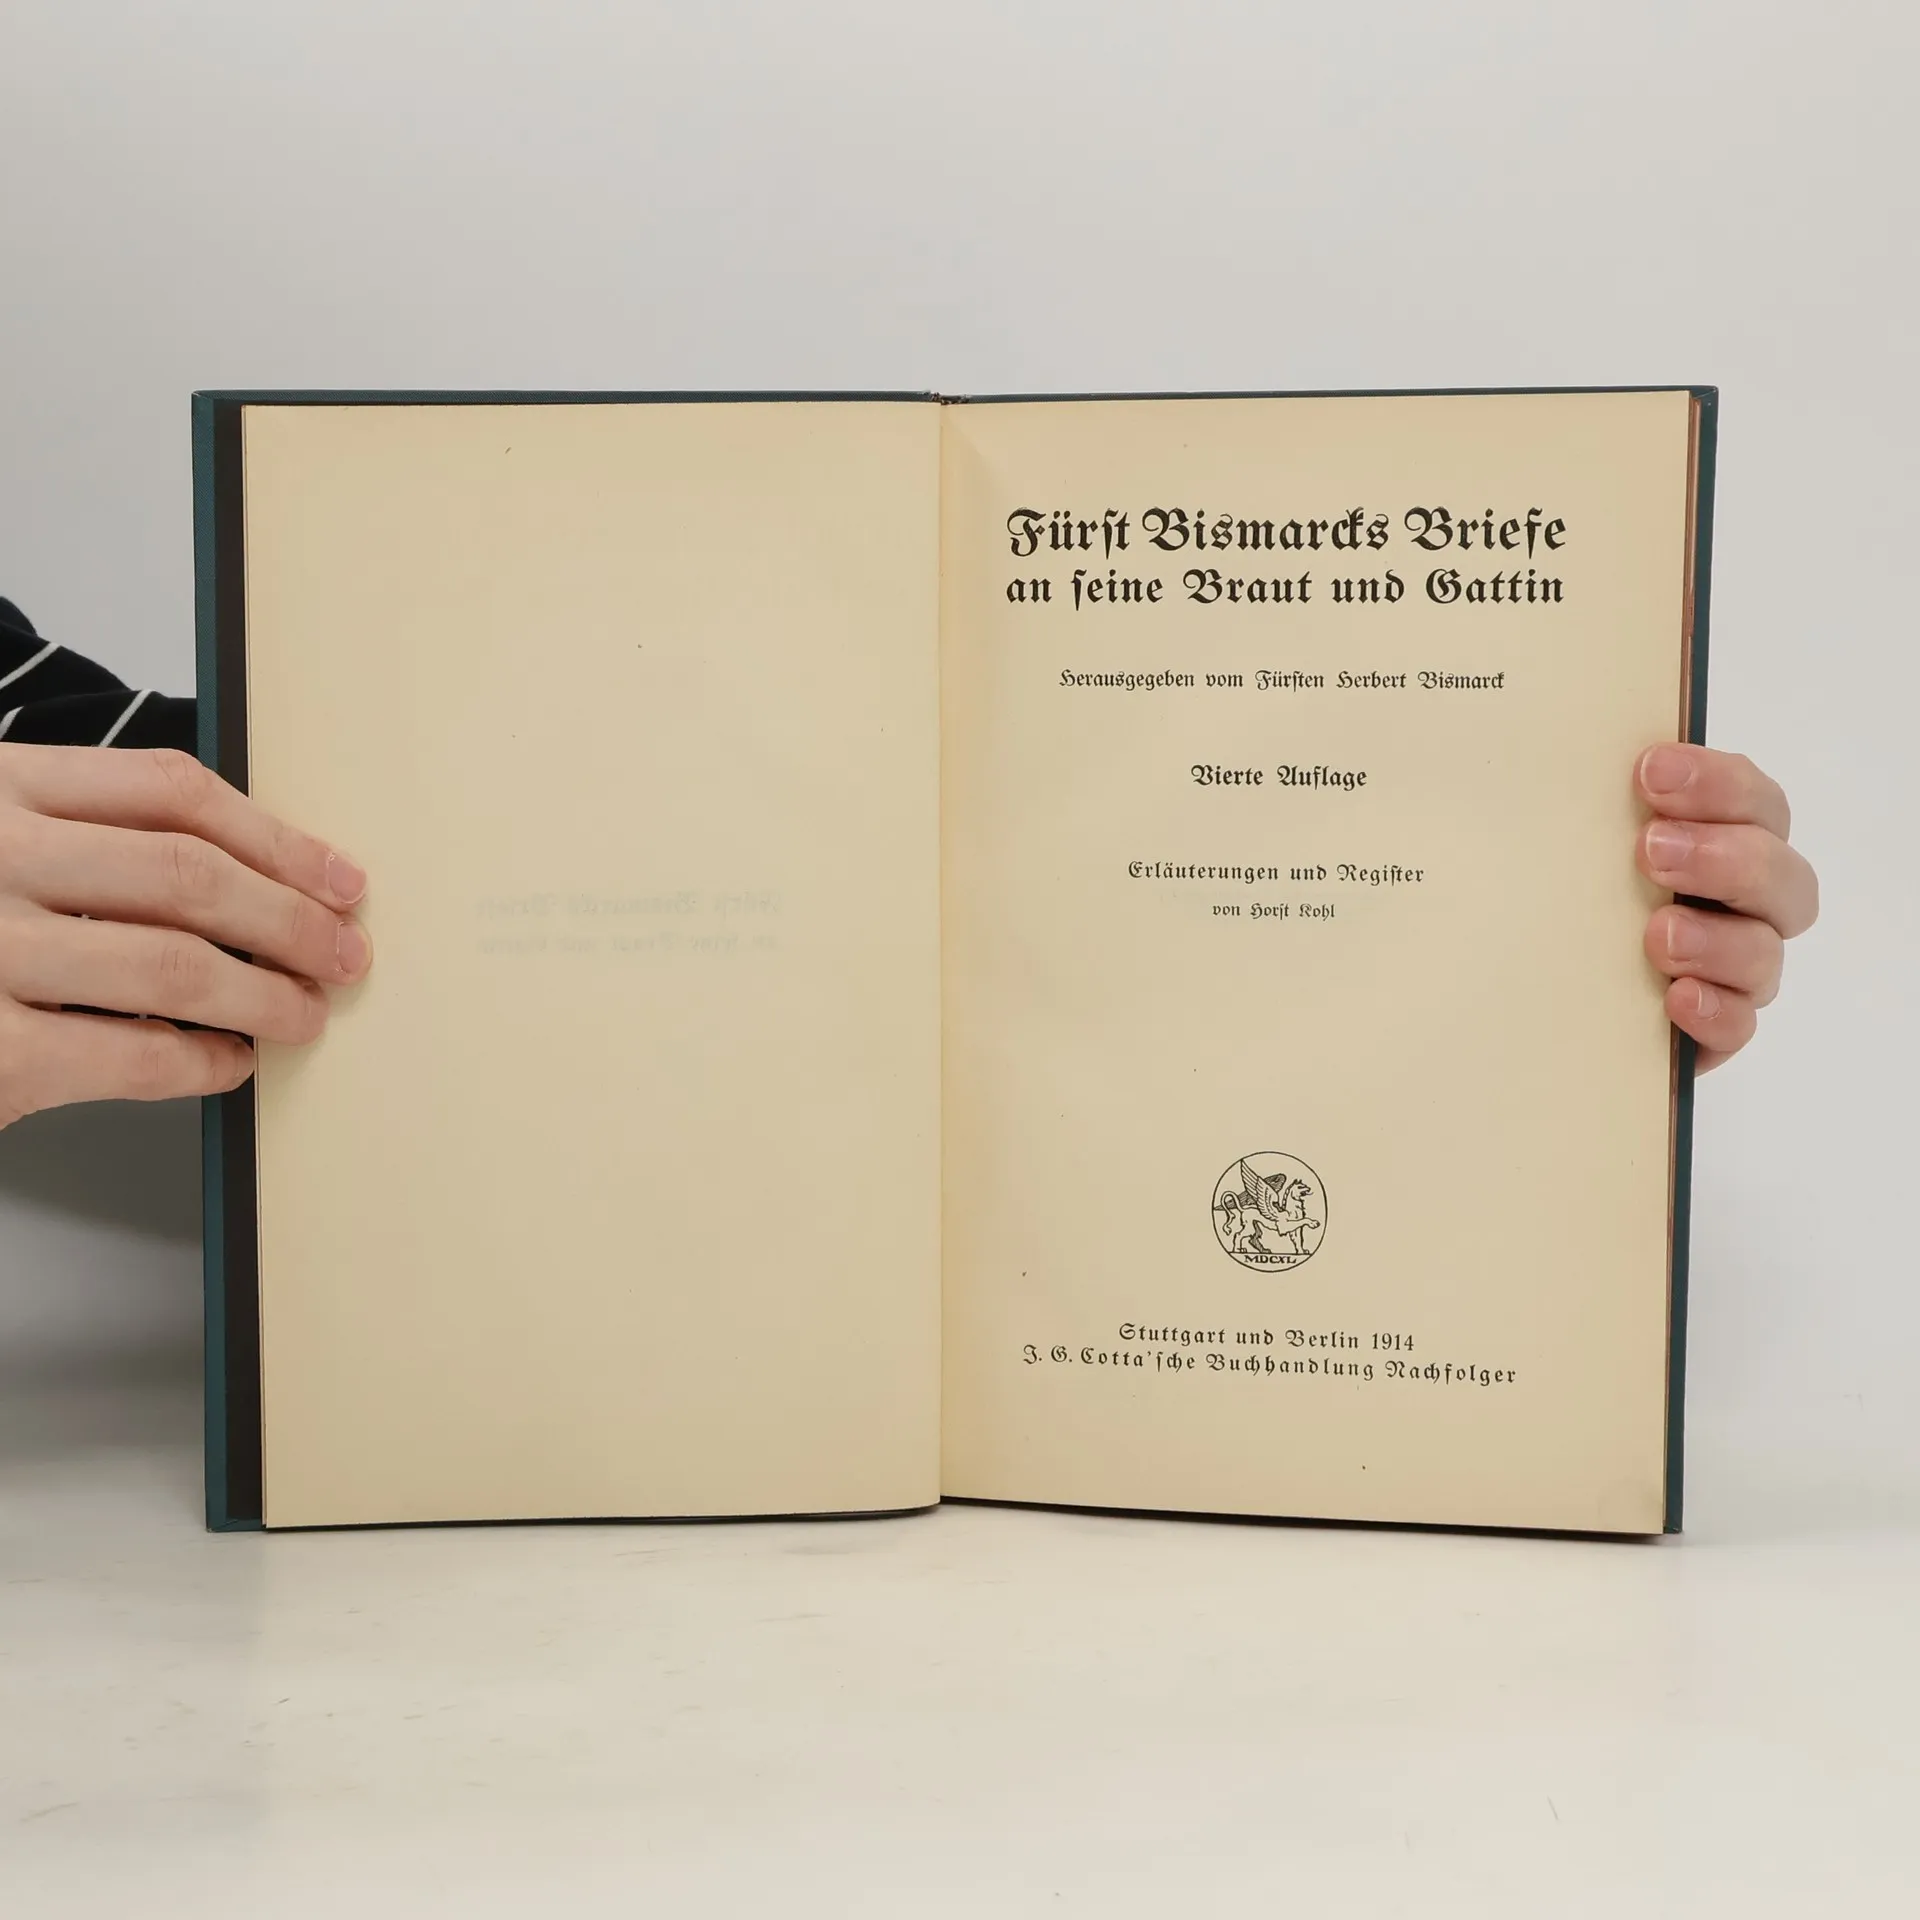 Fürſt Bismarcks Briefe
an ſeine Braut und Gattin
Herausgegeben vom Fürſten Herbert Bismarck
Vierte Auflage
Erläuterungen und Regiſter
von Horſt Kohl
MDCXL
Stuttgart und Berlin 1914
J. G. Cotta'ſche Buchhandlung Nachfolger